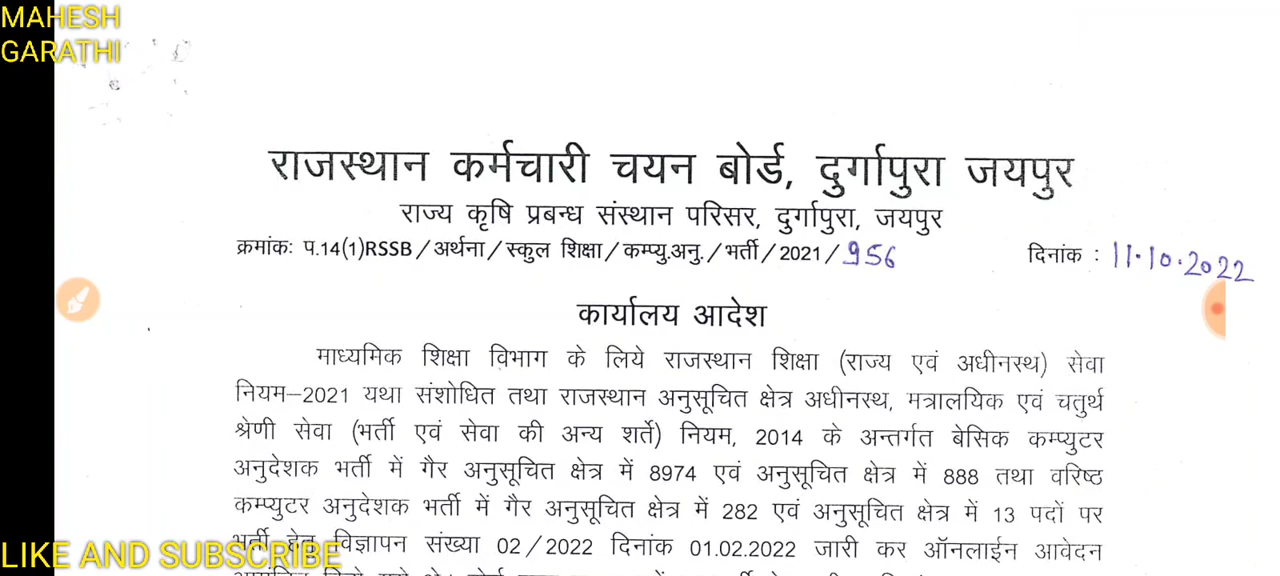 MAHESH
GARATHI
राजस्थान कर्मचारी चयन बोर्ड, दुर्गापुरा जयपुर
राज्य कृषि प्रबन्ध संस्थान परिसर, दुर्गापुरा, जयपुर
क्रमांकः प.14(1)RSSB/अर्थना/स्कुल शिक्षा/कम्प्यु.अनु./भर्ती/2021/956 दिनांक : 11.10.2022
कार्यालय आदेश
माध्यमिक शिक्षा विभाग के लिये राजस्थान शिक्षा (राज्य एवं अधीनस्थ) सेवा
नियम–2021 यथा संशोधित तथा राजस्थान अनुसूचित क्षेत्र अधीनस्थ, मत्रालयिक एवं चतुर्थ
श्रेणी सेवा (भर्ती एवं सेवा की अन्य शर्ते) नियम, 2014 के अन्तर्गत बेसिक कम्प्युटर
अनुदेशक भर्ती में गैर अनुसूचित क्षेत्र में 8974 एवं अनुसूचित क्षेत्र में 888 तथा वरिष्ठ
कम्प्युटर अनुदेशक भर्ती में गैर अनुसूचित क्षेत्र में 282 एवं अनुसूचित क्षेत्र में 13 पदों पर
भर्ती हेतु विज्ञापन संख्या 02/2022 दिनांक 01.02.2022 जारी कर ऑनलाईन आवेदन
LIKE AND SUBSCRIBE